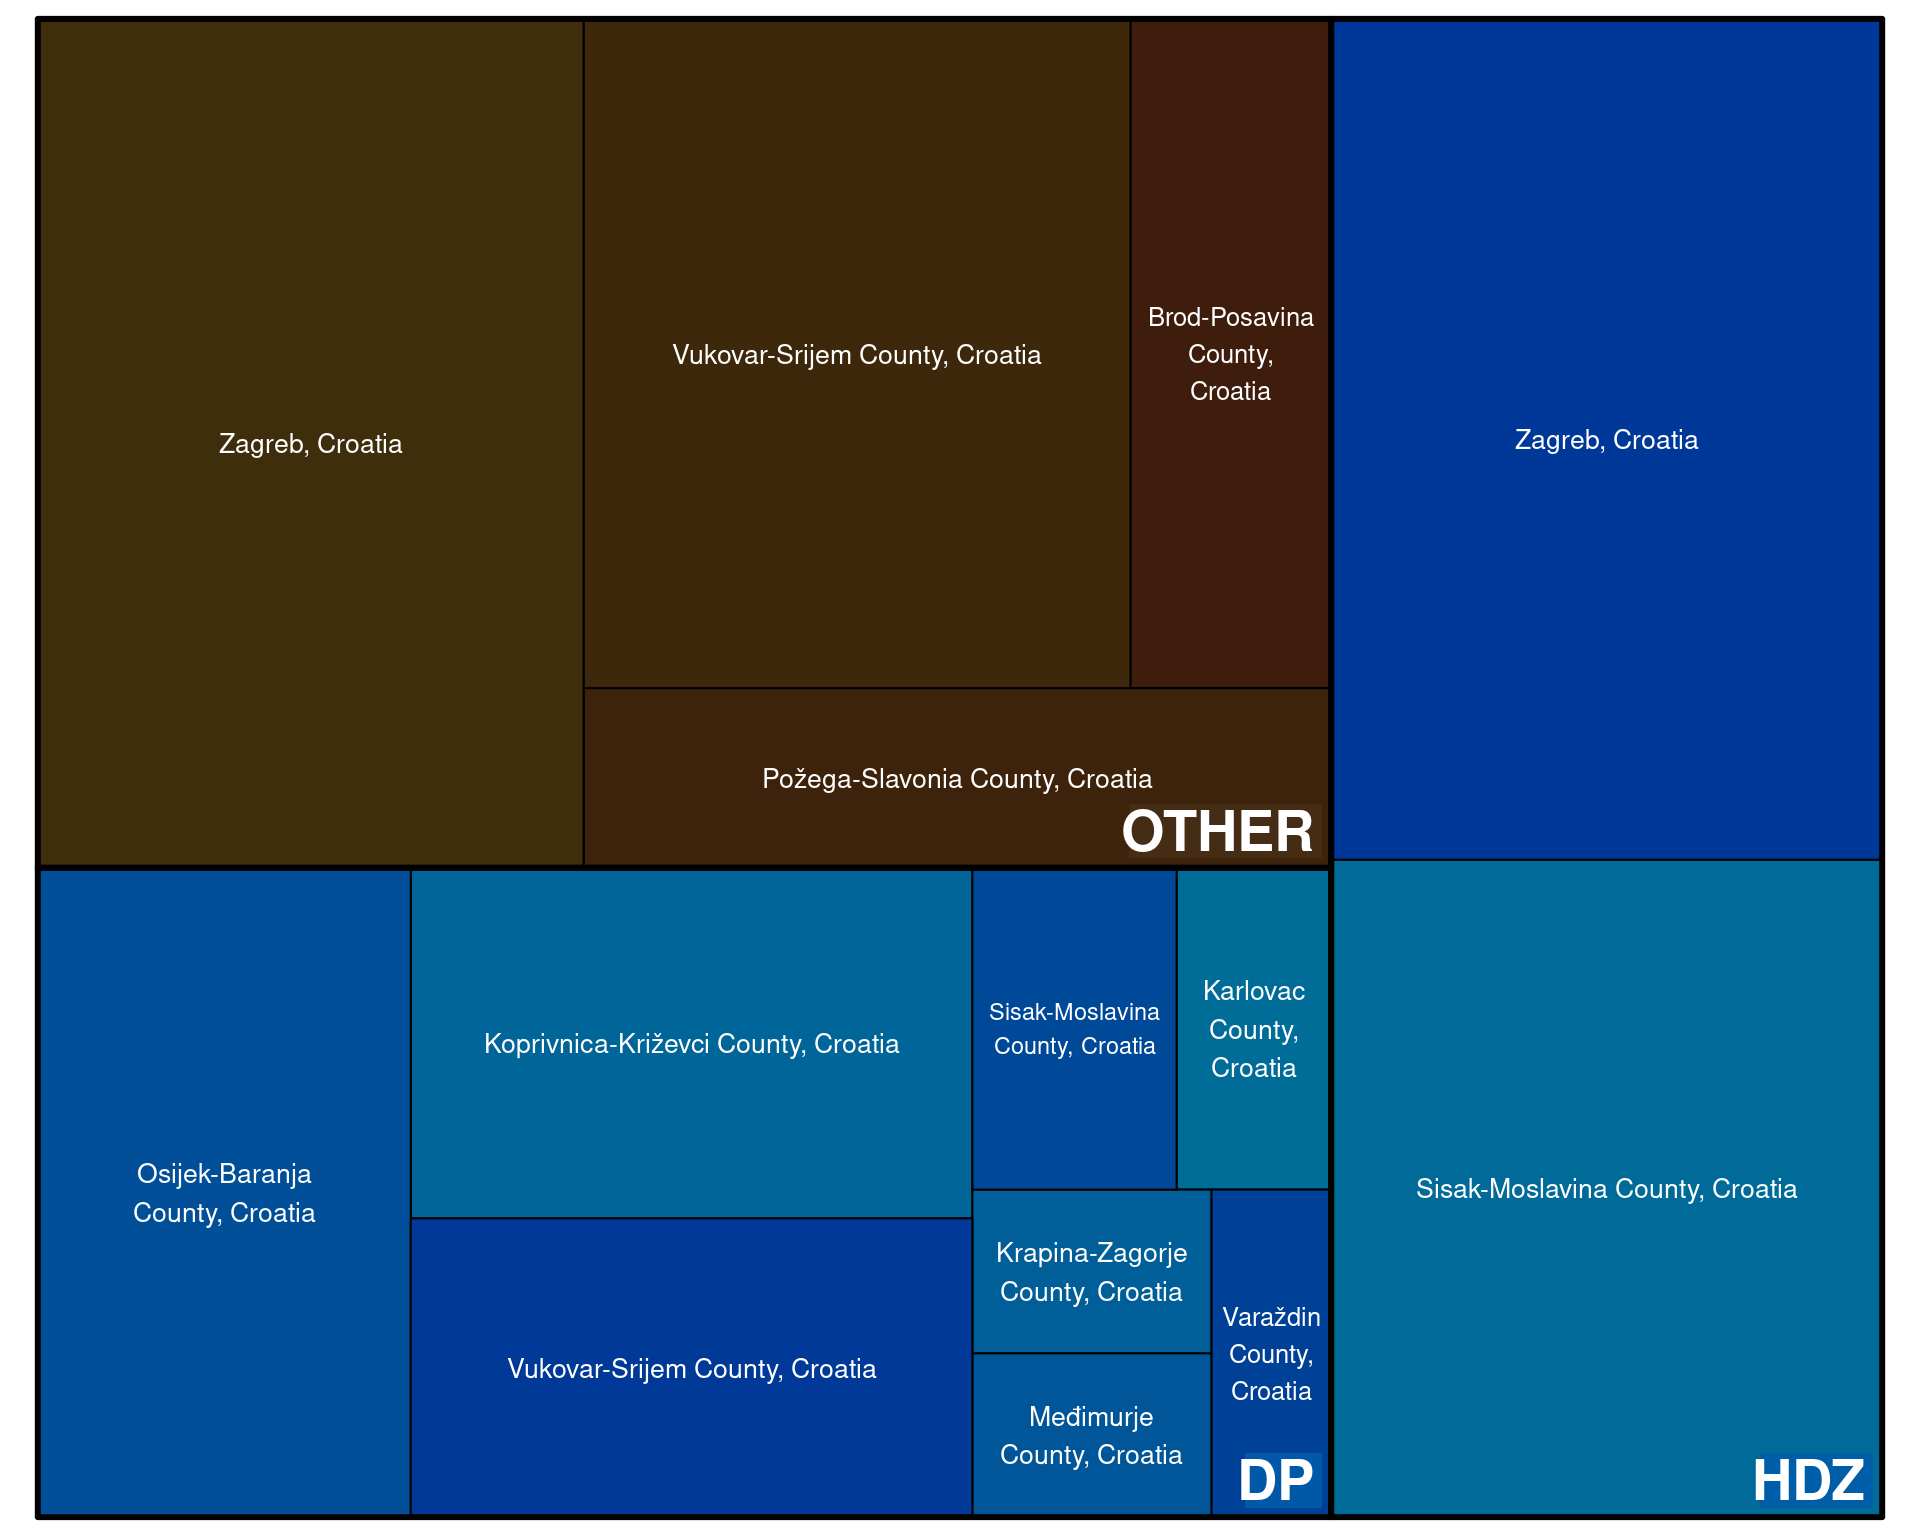 Zagreb, Croatia
Vukovar-Srijem County, Croatia
Brod-Posavina
County,
Croatia
Požega-Slavonia County, Croatia
OTHER
Zagreb, Croatia
Sisak-Moslavina County, Croatia
HDZ
Osijek-Baranja
County, Croatia
Koprivnica-Križevci County, Croatia
Vukovar-Srijem County, Croatia
Sisak-Moslavina
County, Croatia
Karlovac
County,
Croatia
Krapina-Zagorje
County, Croatia
Međimurje
County, Croatia
Varaždin
County,
Croatia
DP